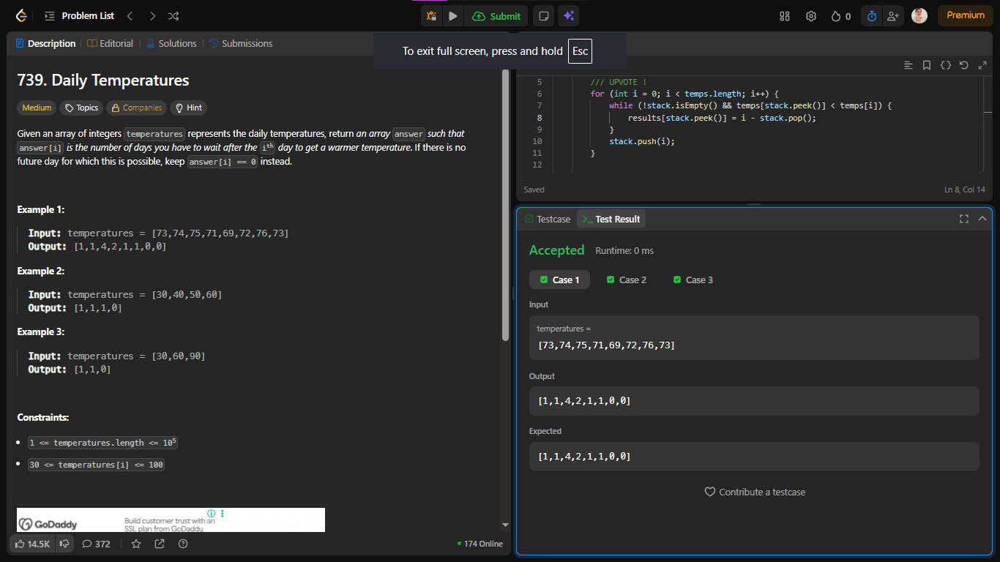 Problem List
Submit
0
Premium
To exit full screen, press and hold Esc
Description
Editorial
Solutions
Submissions
739. Daily Temperatures
Medium
Topics
Companies
Hint
Given an array of integers temperatures represents the daily temperatures, return an array answer such that
answer[i] is the number of days you have to wait after the ith day to get a warmer temperature. If there is no
future day for which this is possible, keep answer[i] == 0 instead.
Example 1:
Input: temperatures = [73,74,75,71,69,72,76,73]
Output: [1,1,4,2,1,1,0,0]
Example 2:
Input: temperatures = [30,40,50,60]
Output: [1,1,1,0]
Example 3:
Input: temperatures = [30,60,90]
Output: [1,1,0]
Constraints:
1 <= temperatures.length <= 10⁵
30 <= temperatures[i] <= 100
GoDaddy
Build customer trust with an
SSL plan from GoDaddy
14.5K
372
174 Online
5 /// UPVOTE !
6 for (int i = 0; i < temps.length; i++) {
7 while (!stack.isEmpty() && temps[stack.peek()] < temps[i]) {
8 results[stack.peek()] = i - stack.pop();
9 }
10 stack.push(i);
11 }
12
Saved
Ln 8, Col 14
Testcase
Test Result
Accepted
Runtime: 0 ms
Case 1
Case 2
Case 3
Input
temperatures =
[73,74,75,71,69,72,76,73]
Output
[1,1,4,2,1,1,0,0]
Expected
[1,1,4,2,1,1,0,0]
Contribute a testcase